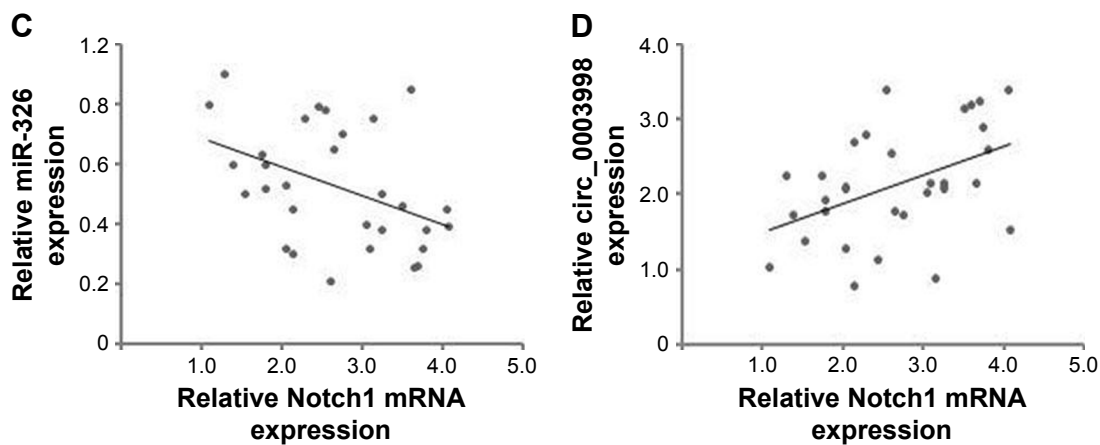 C
Relative miR-326
expression
1.2
0.8
0.6
0.4
0.2
0
1.0
2.0
3.0
4.0
5.0
Relative Notch1 mRNA
expression
D
Relative circ_0003998
expression
4.0
3.0
2.0
1.0
0
1.0
2.0
3.0
4.0
5.0
Relative Notch1 mRNA
expression